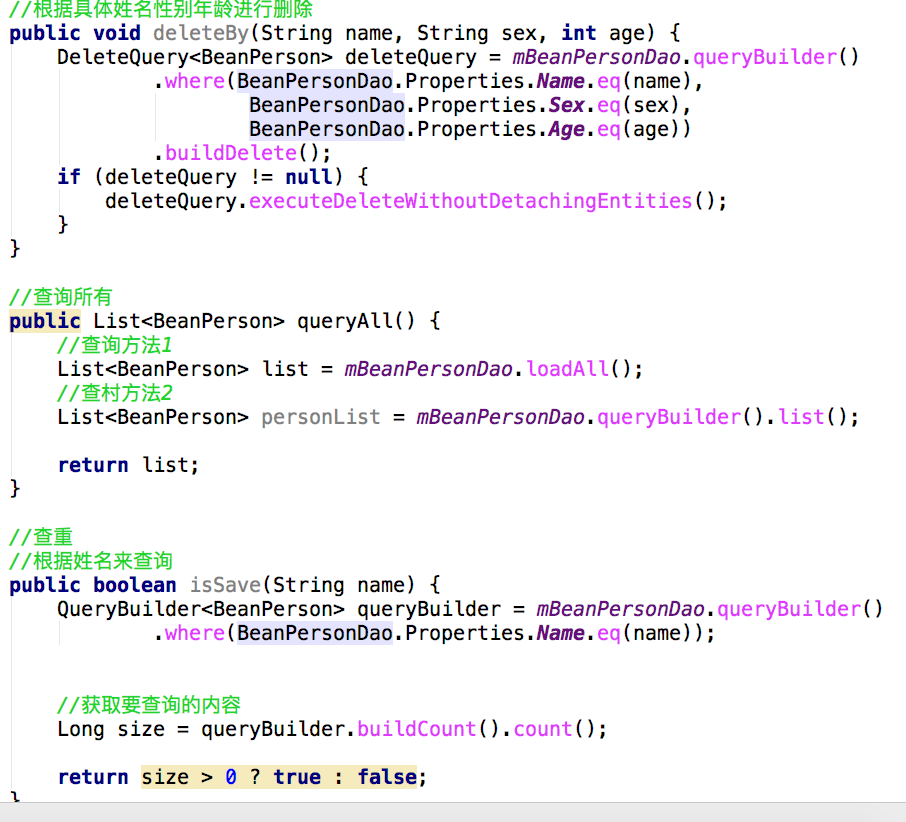 //根据具体姓名性别年龄进行删除
public void deleteBy(String name, String sex, int age) {
    DeleteQuery<BeanPerson> deleteQuery = mBeanPersonDao.queryBuilder()
            .where(BeanPersonDao.Properties.Name.eq(name),
                    BeanPersonDao.Properties.Sex.eq(sex),
                    BeanPersonDao.Properties.Age.eq(age))
            .buildDelete();
    if (deleteQuery != null) {
        deleteQuery.executeDeleteWithoutDetachingEntities();
    }
}
//查询所有
public List<BeanPerson> queryAll() {
    //查询方法1
    List<BeanPerson> list = mBeanPersonDao.loadAll();
    //查村方法2
    List<BeanPerson> personList = mBeanPersonDao.queryBuilder().list();
    return list;
}
//查重
//根据姓名来查询
public boolean isSave(String name) {
    QueryBuilder<BeanPerson> queryBuilder = mBeanPersonDao.queryBuilder()
            .where(BeanPersonDao.Properties.Name.eq(name));
    //获取要查询的内容
    Long size = queryBuilder.buildCount().count();
    return size > 0 ? true : false;
}